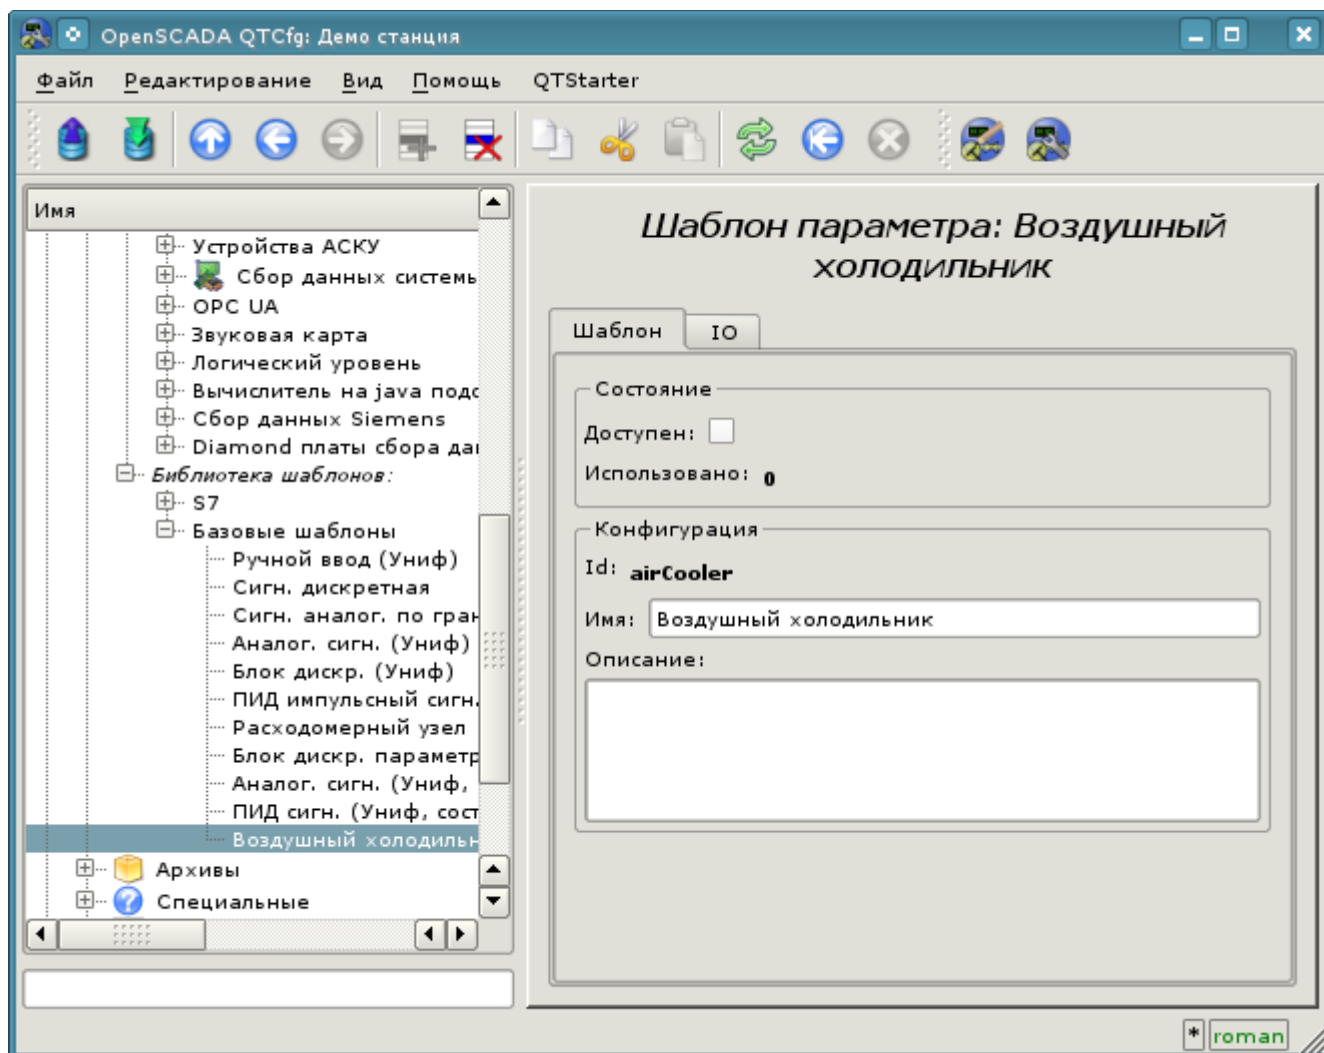 OpenSCADA QTCfg: Демо станция
Файл Редактирование Вид Помощь QTStarter
Имя
Устройства АСКУ
Сбор данных системы
OPC UA
Звуковая карта
Логический уровень
Вычислитель на java подо
Сбор данных Siemens
Diamond платы сбора дан
Библиотека шаблонов:
S7
Базовые шаблоны
Ручной ввод (Униф)
Сигн. дискретная
Сигн. аналог. по гран
Аналог. сигн. (Униф)
Блок дискр. (Униф)
ПИД импульсный сигн.
Расходомерный узел
Блок дискр. параметр
Аналог. сигн. (Униф,
ПИД сигн. (Униф, сост
Воздушный холодильн
Архивы
Специальные
Шаблон параметра: Воздушный
холодильник
Шаблон IO
Состояние
Доступен:
Использовано: 0
Конфигурация
Id: airCooler
Имя: Воздушный холодильник
Описание:
* roman